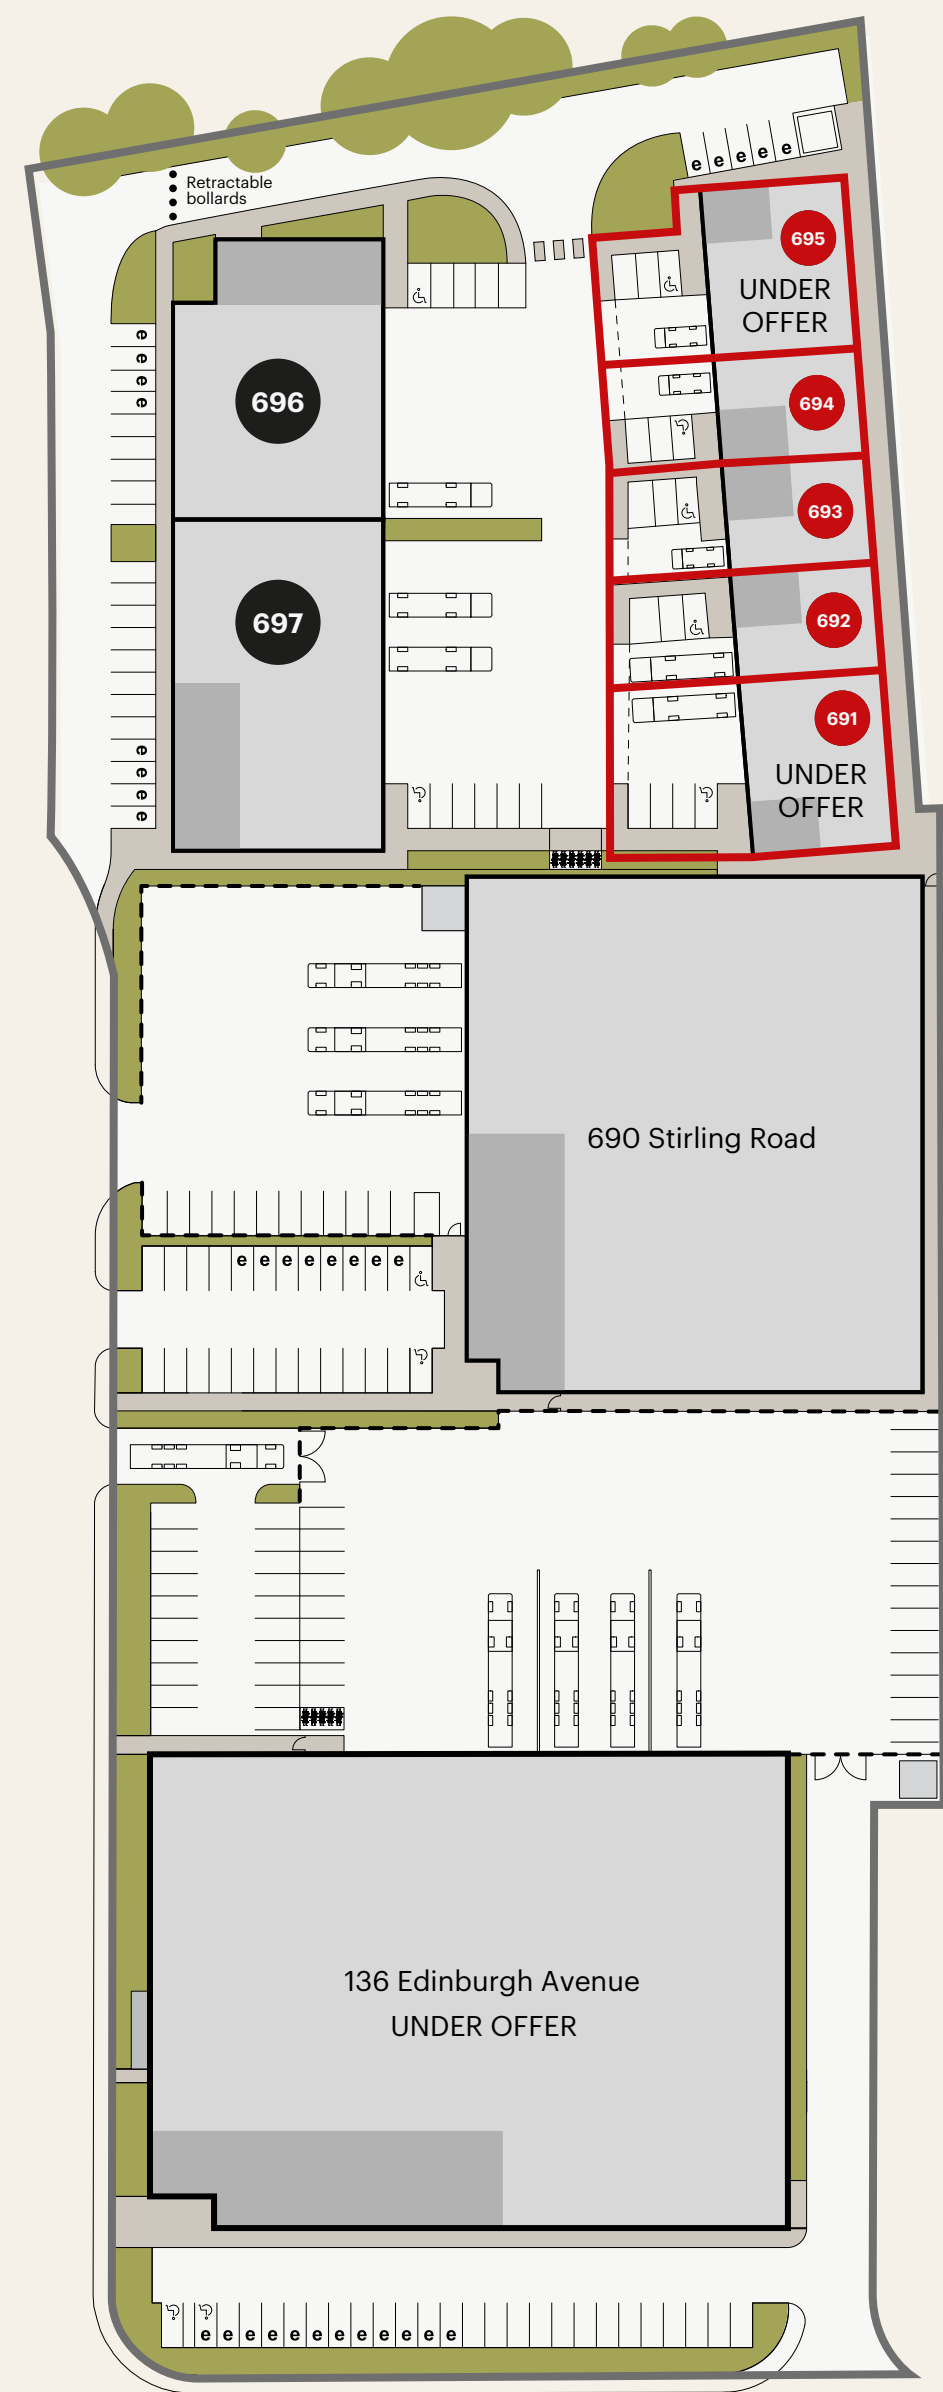 Retractable
bollards
e e e e e
695
UNDER
OFFER
e
e
e
e
696
694
693
697
692
691
UNDER
OFFER
e
e
e
e
690 Stirling Road
e e e e e e e e
136 Edinburgh Avenue
UNDER OFFER
e e e e e e e e e e e e